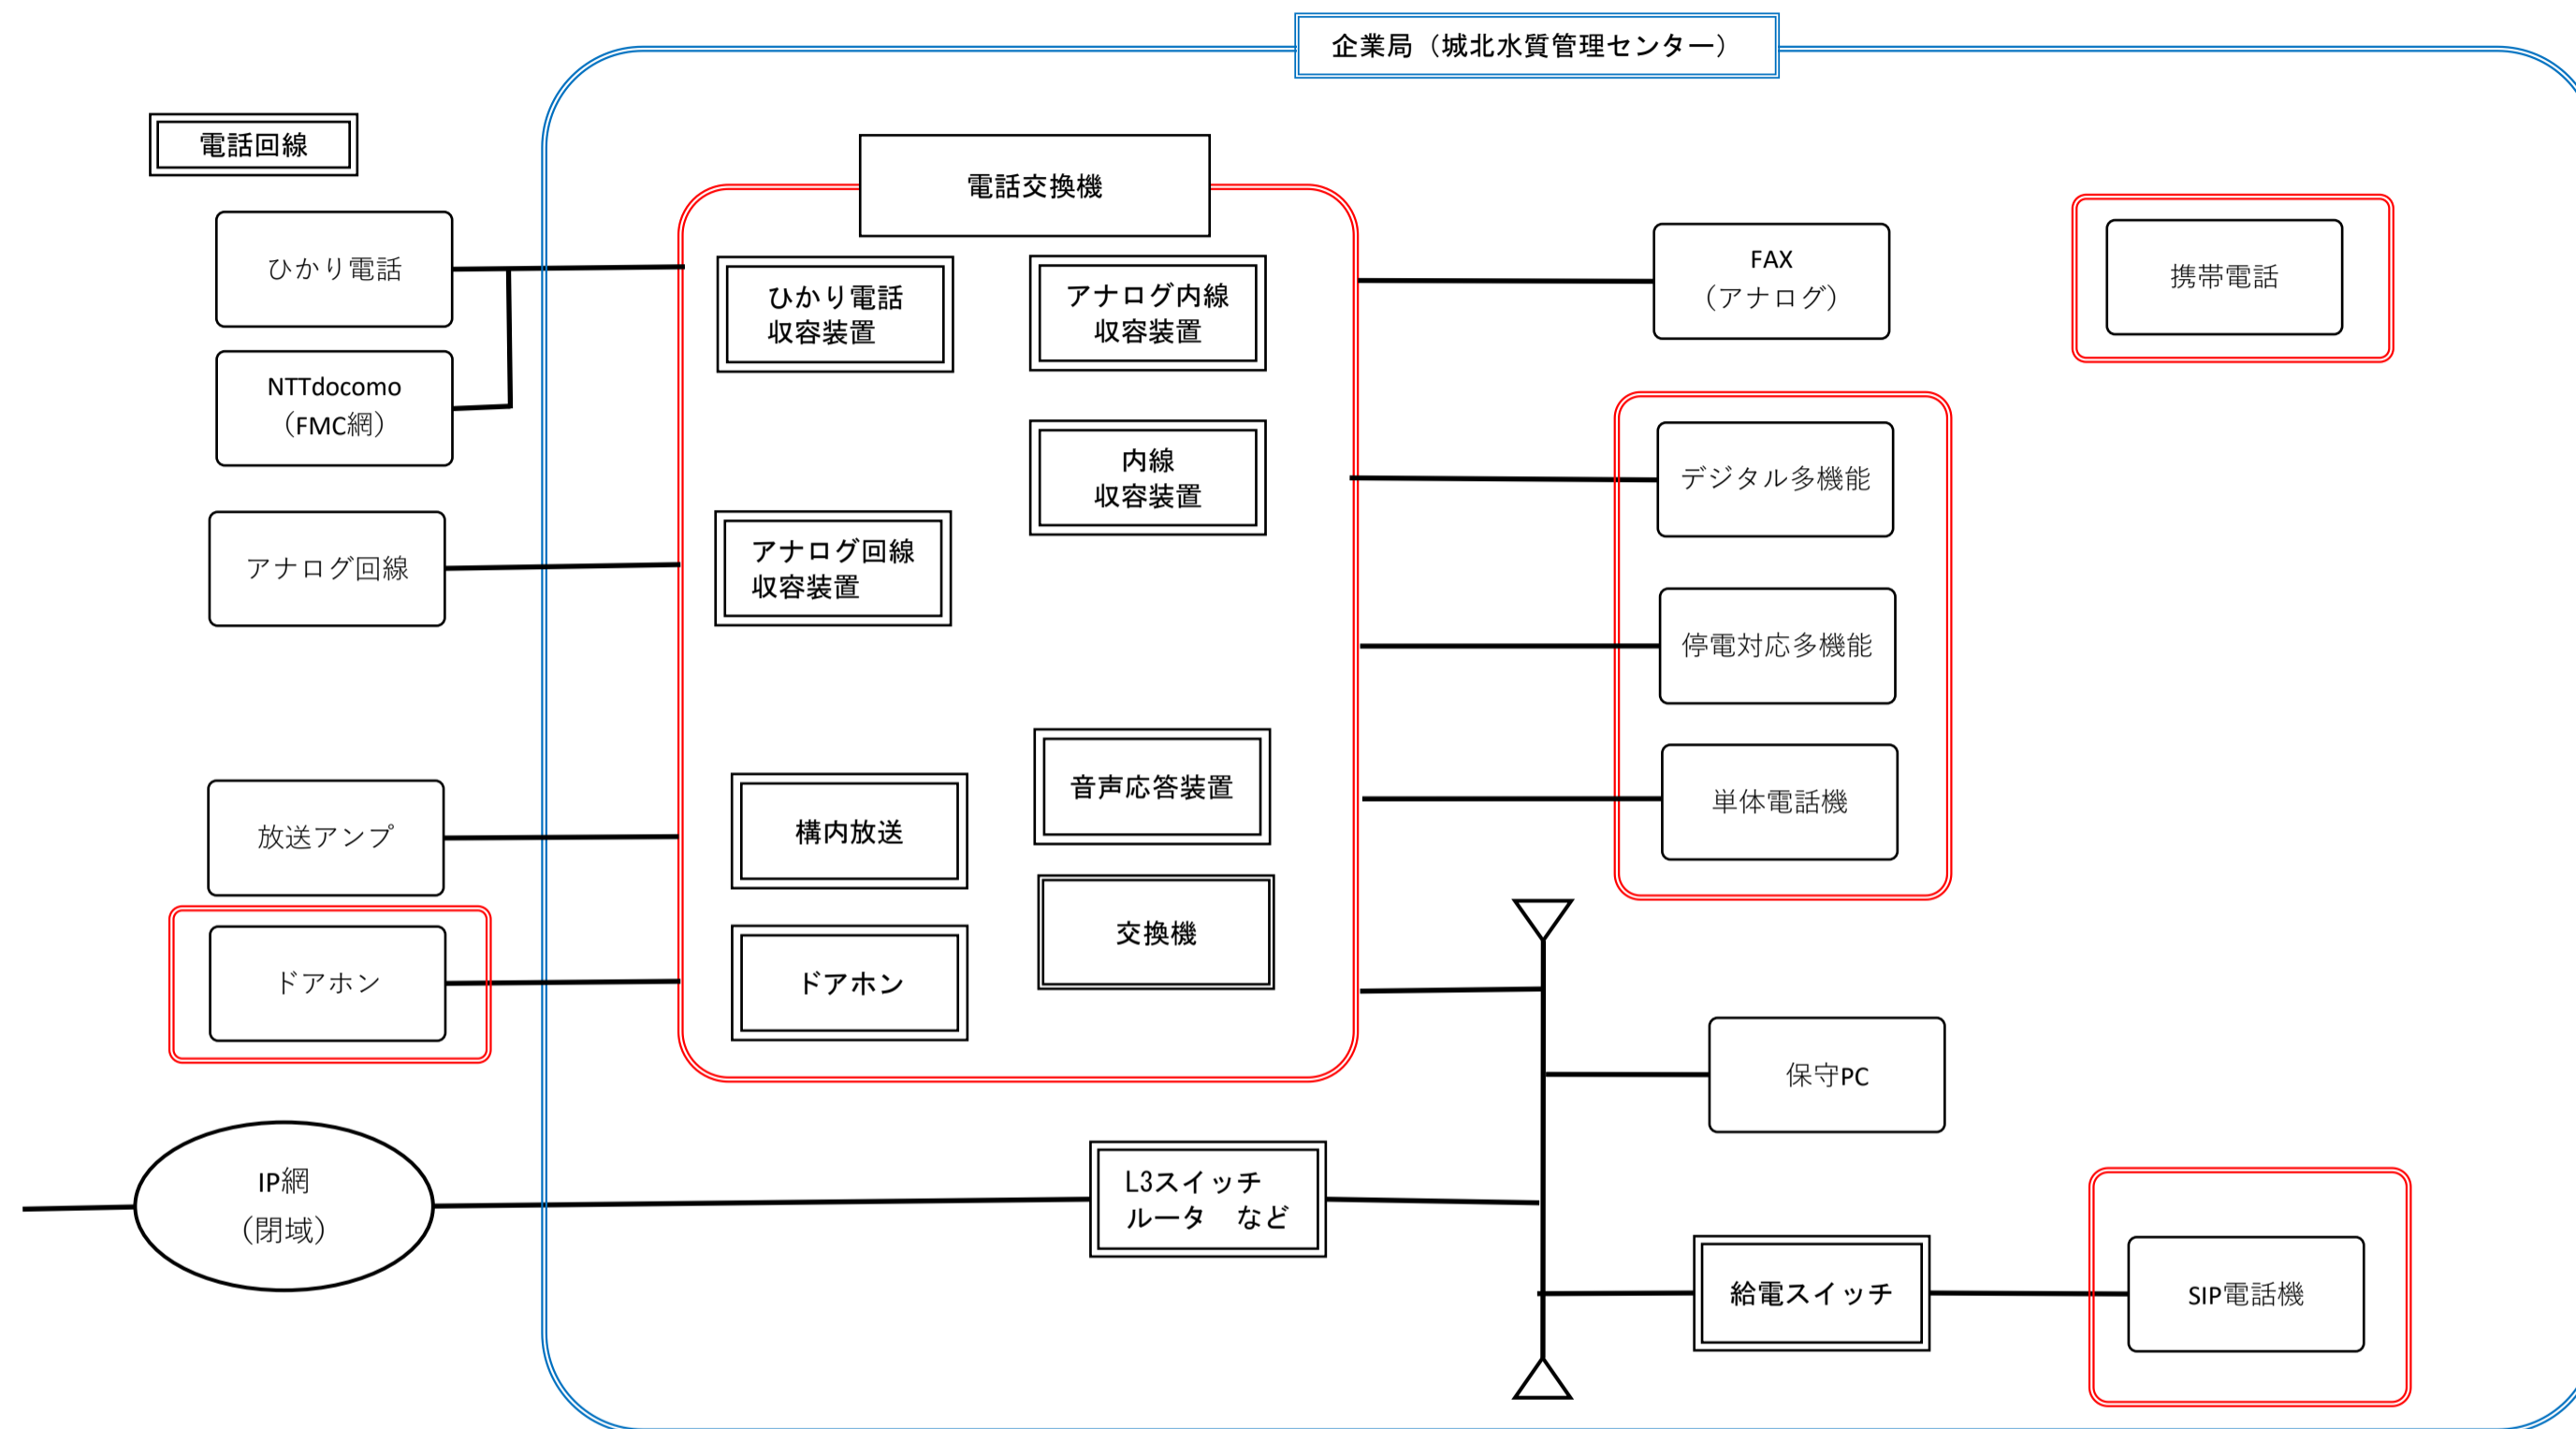 企業局（城北水質管理センター）
電話回線
電話交換機
ひかり電話
NTTdocomo
（FMC網）
アナログ回線
放送アンプ
ドアホン
IP網
（閉域）
ひかり電話
収容装置
アナログ内線
収容装置
内線
収容装置
アナログ回線
収容装置
音声応答装置
構内放送
交換機
ドアホン
L3スイッチ
ルータ　など
FAX
（アナログ）
携帯電話
デジタル多機能
停電対応多機能
単体電話機
保守PC
給電スイッチ
SIP電話機